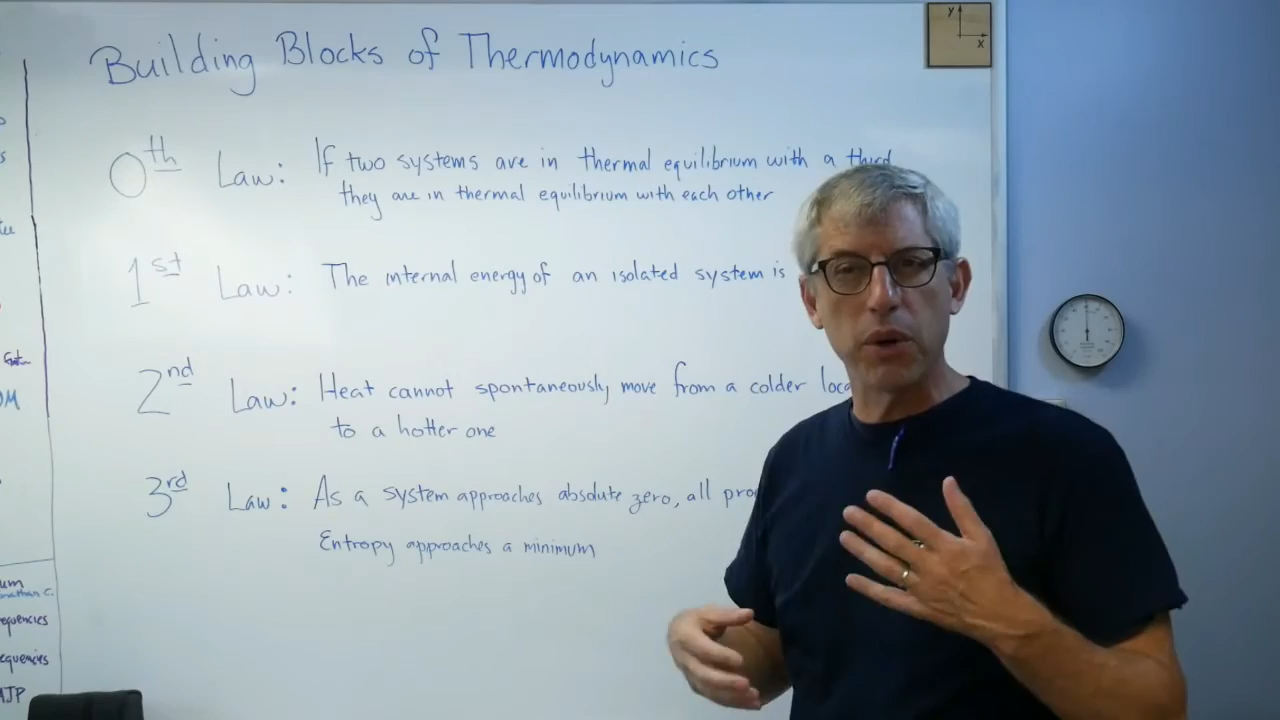 Building Blocks of Thermodynamics
0th Law: If two systems are in thermal equilibrium with a third
they are in thermal equilibrium with each other
1st Law: The internal energy of an isolated system is
2nd Law: Heat cannot spontaneously move from a colder
to a hotter one
3rd Law: As a system approaches absolute zero, all
Entropy approaches a minimum
y
x
AJP